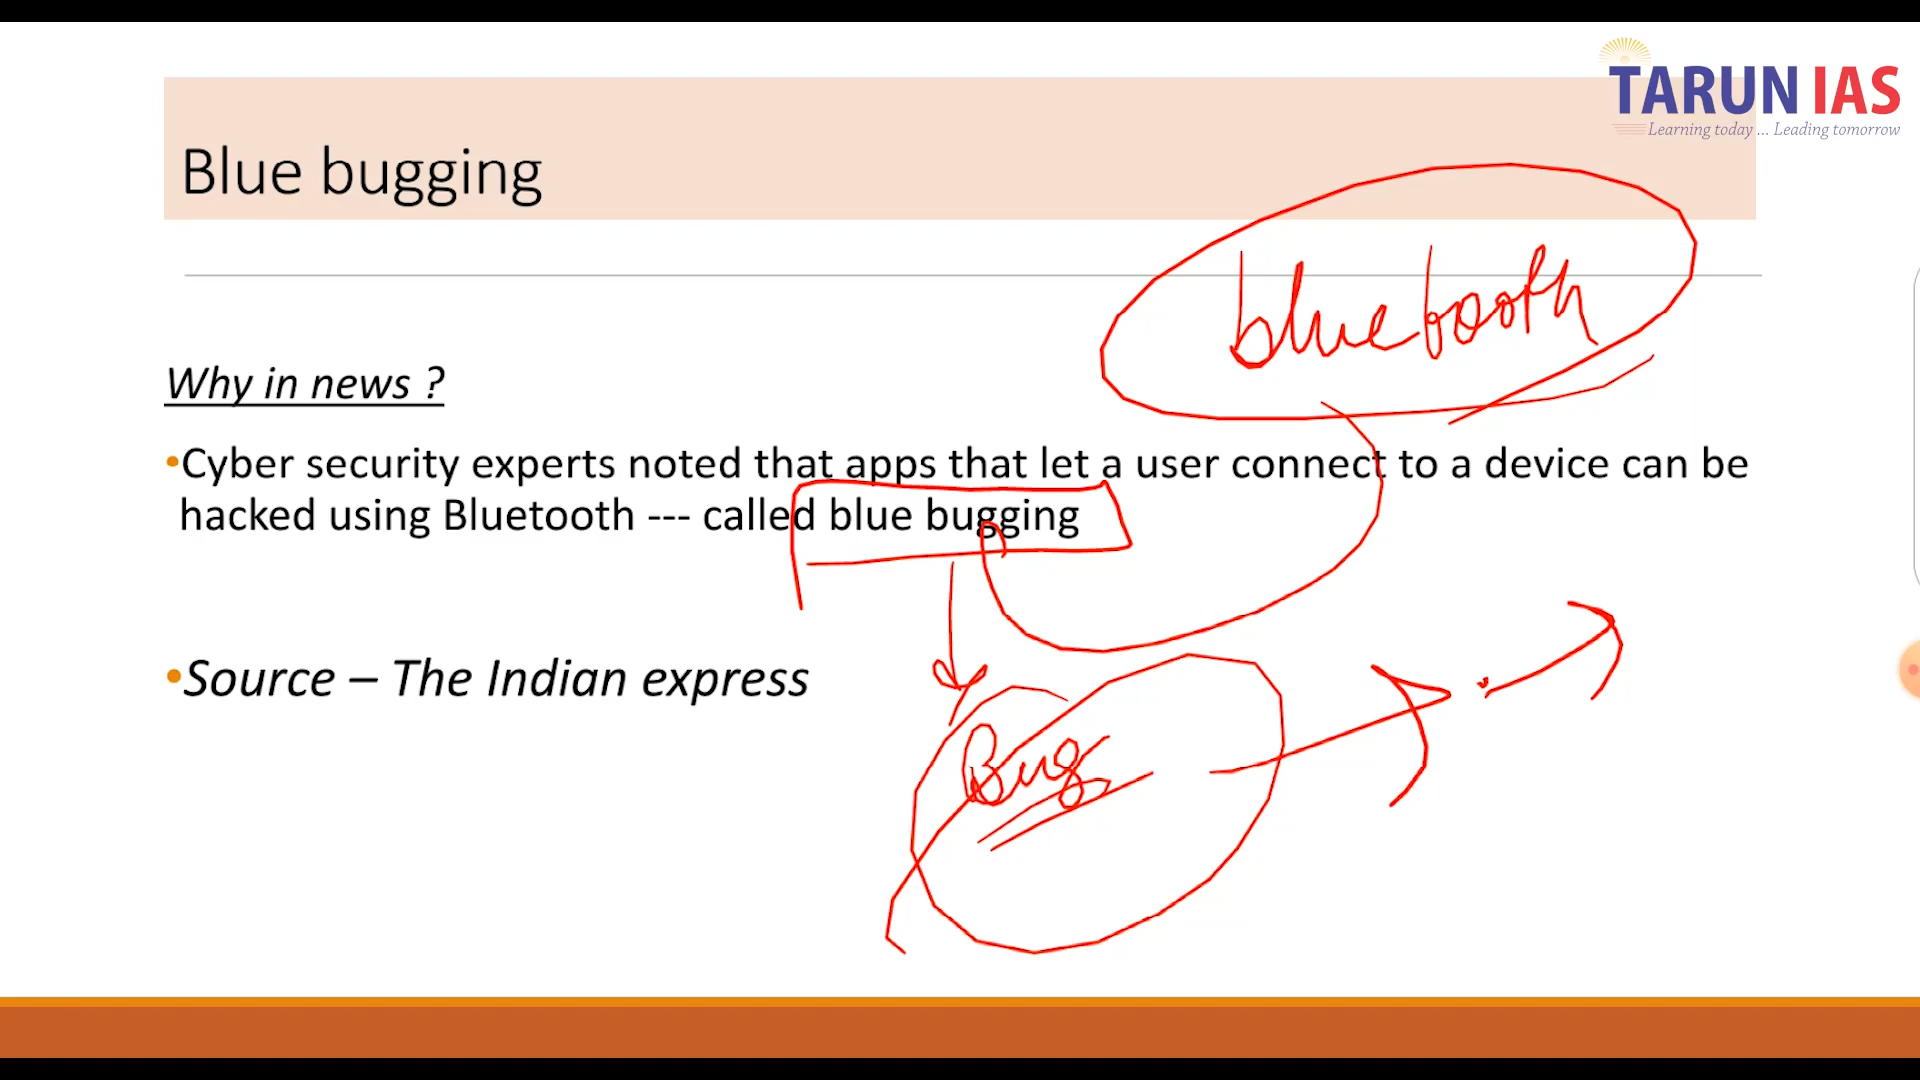 TARUN IAS
Learning today ... Leading tomorrow
Blue bugging
bluebooth
Why in news ?
•Cyber security experts noted that apps that let a user connect to a device can be
hacked using Bluetooth --- called blue bugging
•Source – The Indian express
Bug